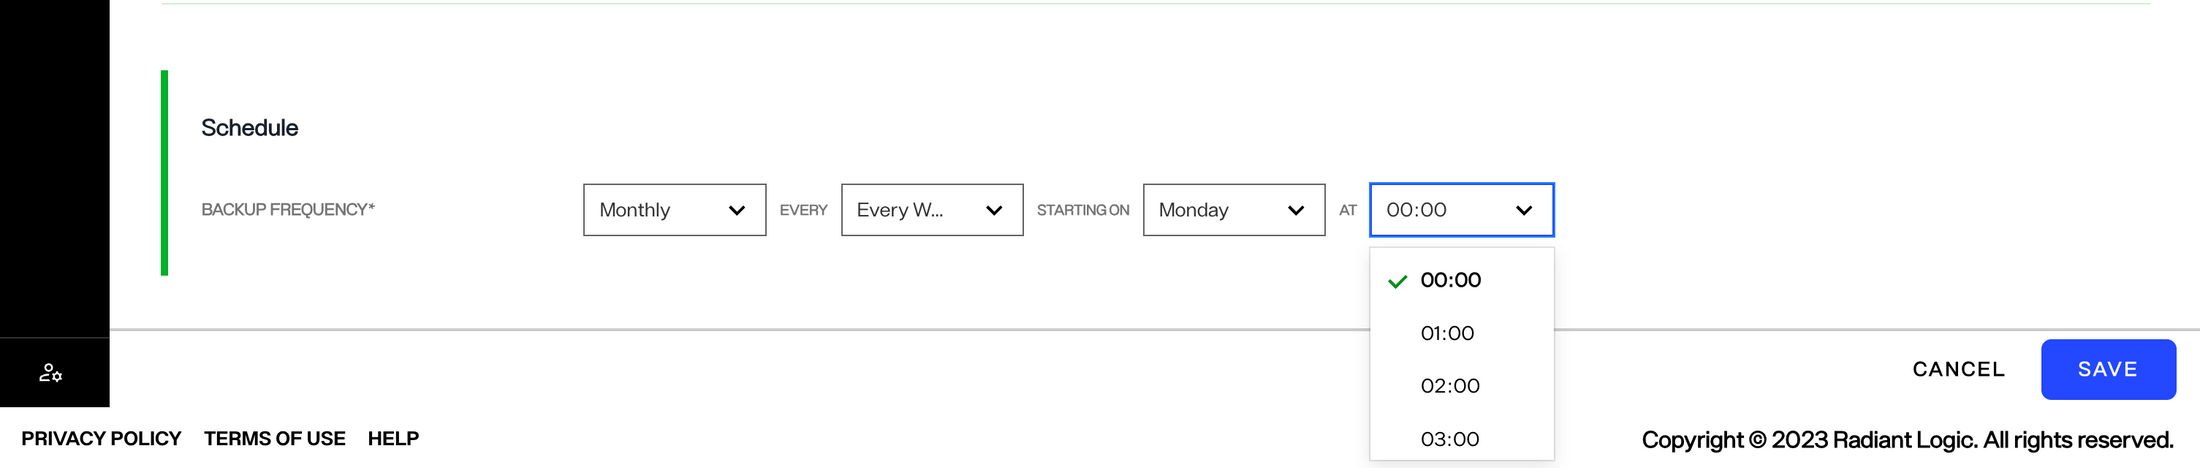 Schedule
BACKUP FREQUENCY* Monthly EVERY Every W... STARTING ON Monday AT 00:00
00:00
01:00
02:00
03:00
CANCEL SAVE
PRIVACY POLICY TERMS OF USE HELP Copyright © 2023 Radiant Logic. All rights reserved.